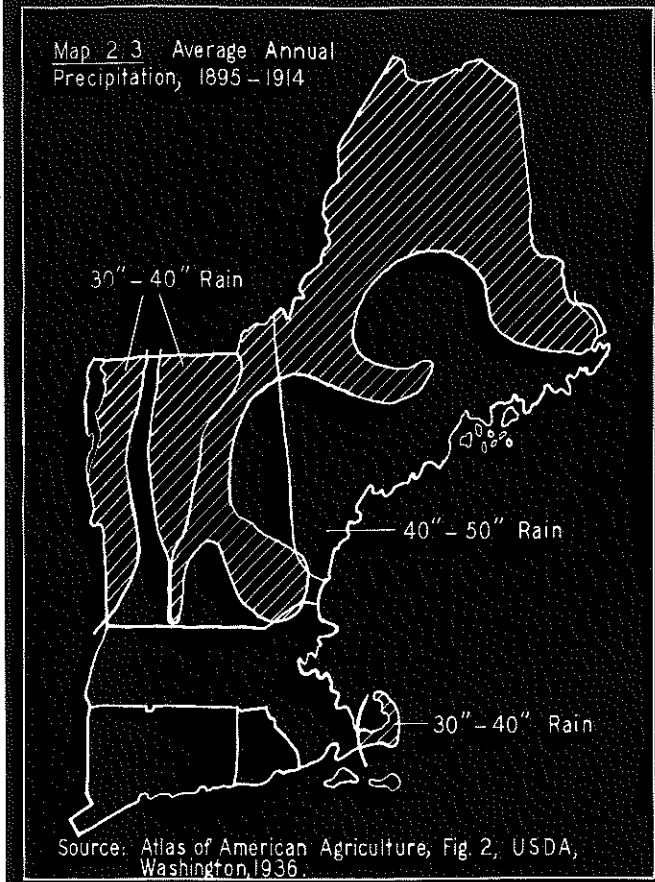 Map 2 3 Average Annual
Precipitation, 1895-1914
30"-40" Rain
40"-50" Rain
30"-40" Rain
Source: Atlas of American Agriculture, Fig. 2, USDA,
Washington, 1936.